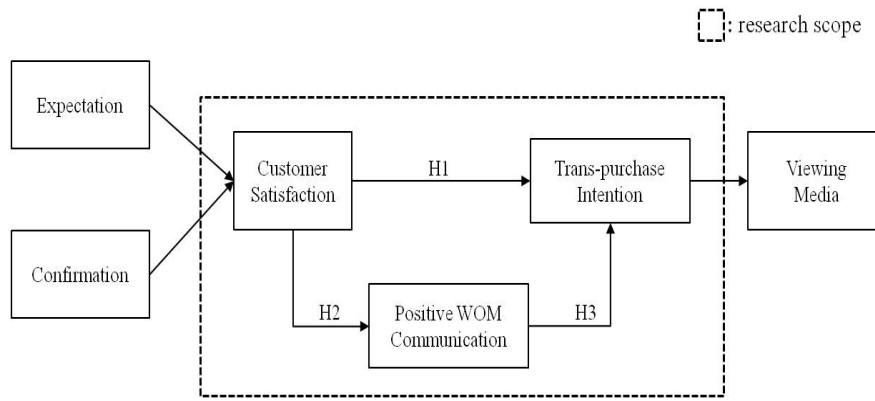 : research scope
Expectation
Customer
Satisfaction
H1
Trans-purchase
Intention
Viewing
Media
Confirmation
H2
Positive WOM
Communication
H3